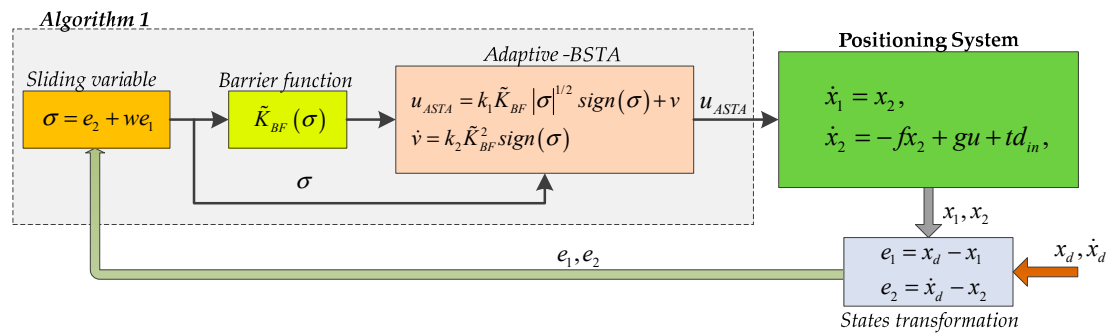 Algorithm 1
Sliding variable
σ = e₂ + we₁
Barrier function
K̃_BF(σ)
Adaptive -BSTA
u_ASTA = k₁K̃_BF |σ|^{1/2} sign(σ) + v
v̇ = k₂K̃²_BF sign(σ)
σ
u_ASTA
Positioning System
ẋ₁ = x₂,
ẋ₂ = −fx₂ + gu + td_in,
x₁, x₂
e₁ = x_d − x₁
e₂ = ẋ_d − x₂
States transformation
x_d, ẋ_d
e₁, e₂